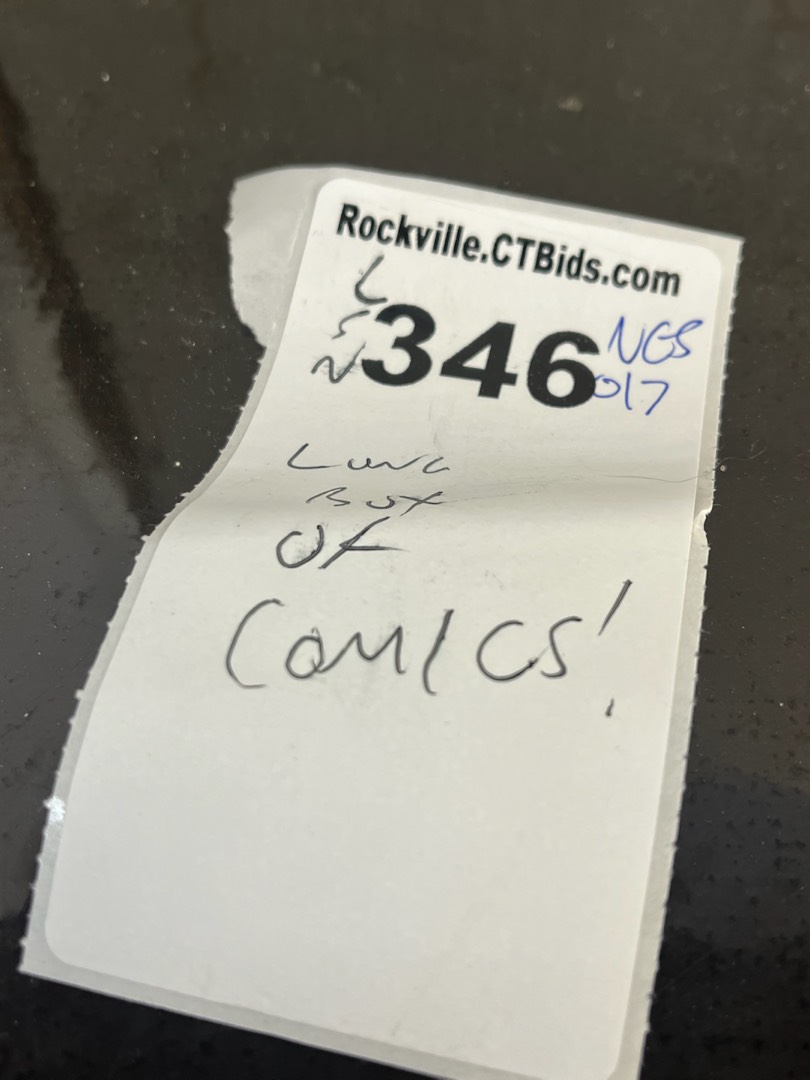 Rockville.CTBids.com
L
S
N
346
NGS
017
LONG
BOX
OF
COMICS!